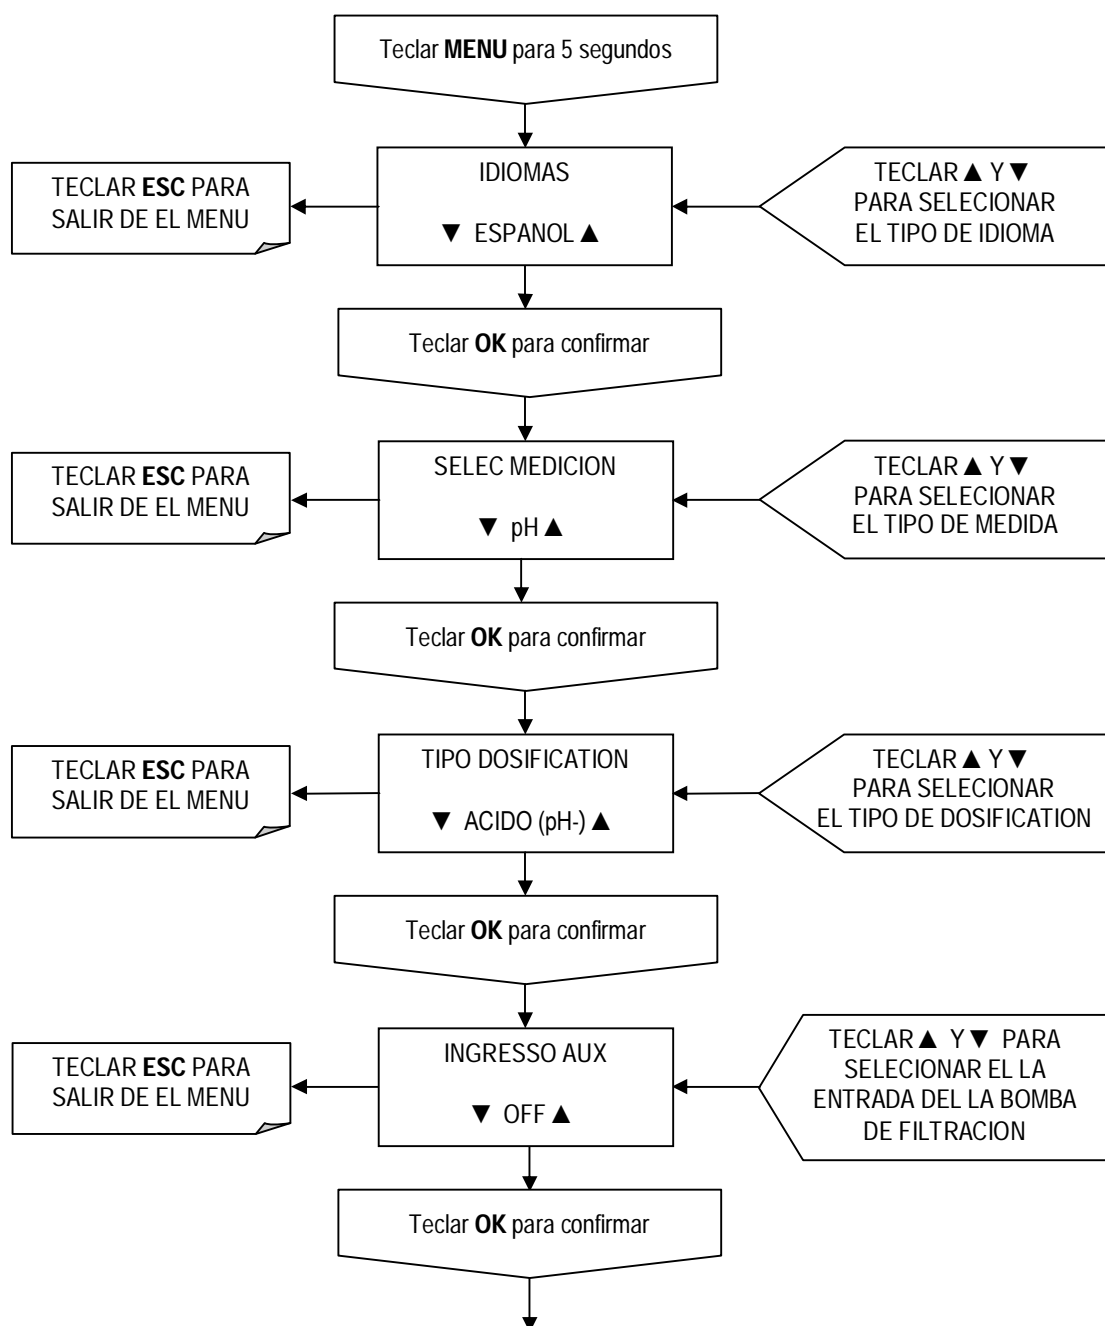 Teclar MENU para 5 segundos
TECLAR ESC PARA
SALIR DE EL MENU
IDIOMAS
▼ ESPANOL ▲
TECLAR ▲ Y ▼
PARA SELECIONAR
EL TIPO DE IDIOMA
Teclar OK para confirmar
TECLAR ESC PARA
SALIR DE EL MENU
SELEC MEDICION
▼ pH ▲
TECLAR ▲ Y ▼
PARA SELECIONAR
EL TIPO DE MEDIDA
Teclar OK para confirmar
TECLAR ESC PARA
SALIR DE EL MENU
TIPO DOSIFICATION
▼ ACIDO (pH-) ▲
TECLAR ▲ Y ▼
PARA SELECIONAR
EL TIPO DE DOSIFICATION
Teclar OK para confirmar
TECLAR ESC PARA
SALIR DE EL MENU
INGRESSO AUX
▼ OFF ▲
TECLAR ▲ Y ▼ PARA
SELECIONAR EL LA
ENTRADA DEL LA BOMBA
DE FILTRACION
Teclar OK para confirmar